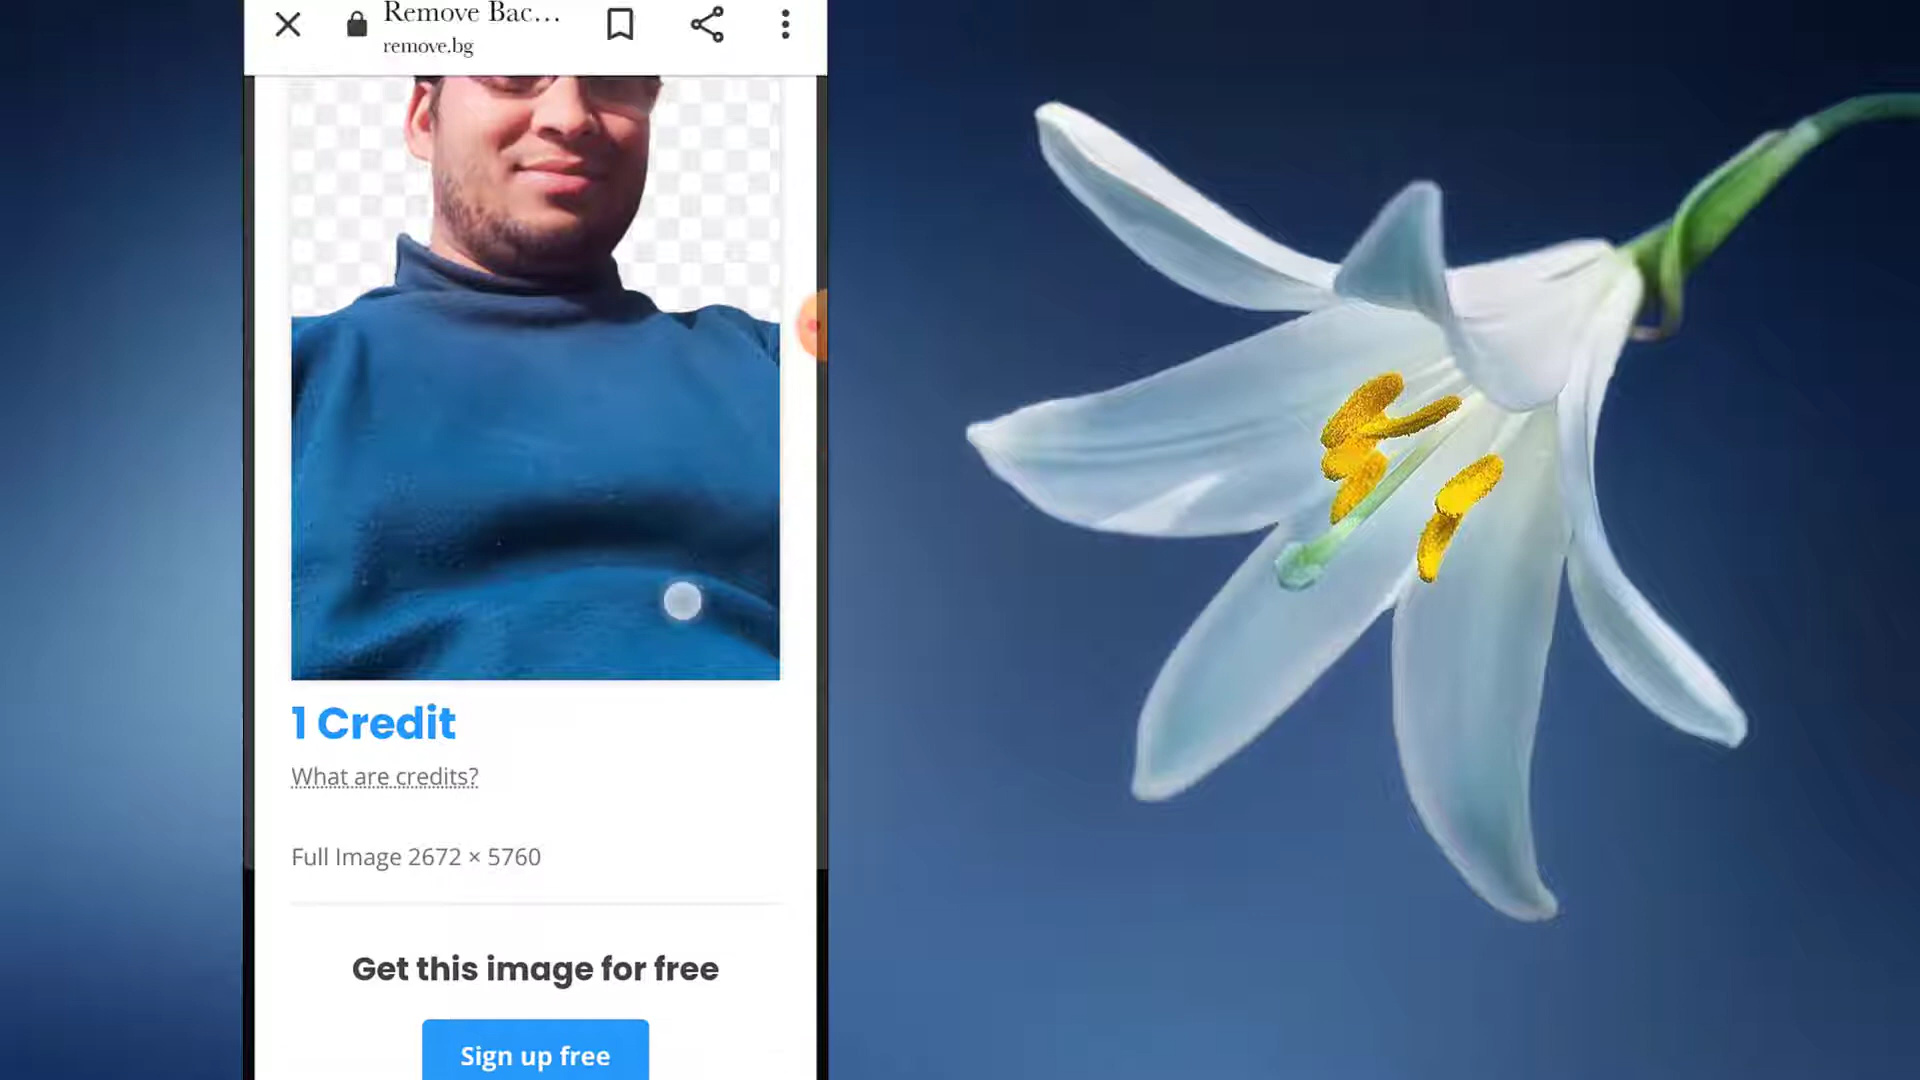 Remove Bac...
remove.bg
1 Credit
What are credits?
Full Image 2672 × 5760
Get this image for free
Sign up free